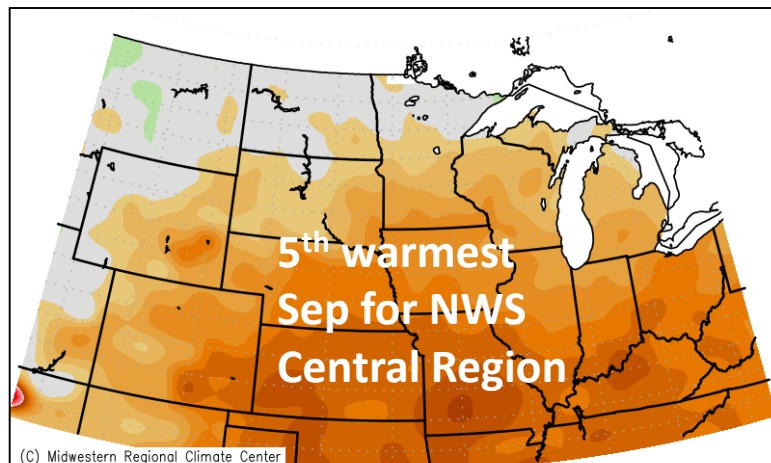 5th warmest
Sep for NWS
Central Region
(C) Midwestern Regional Climate Center